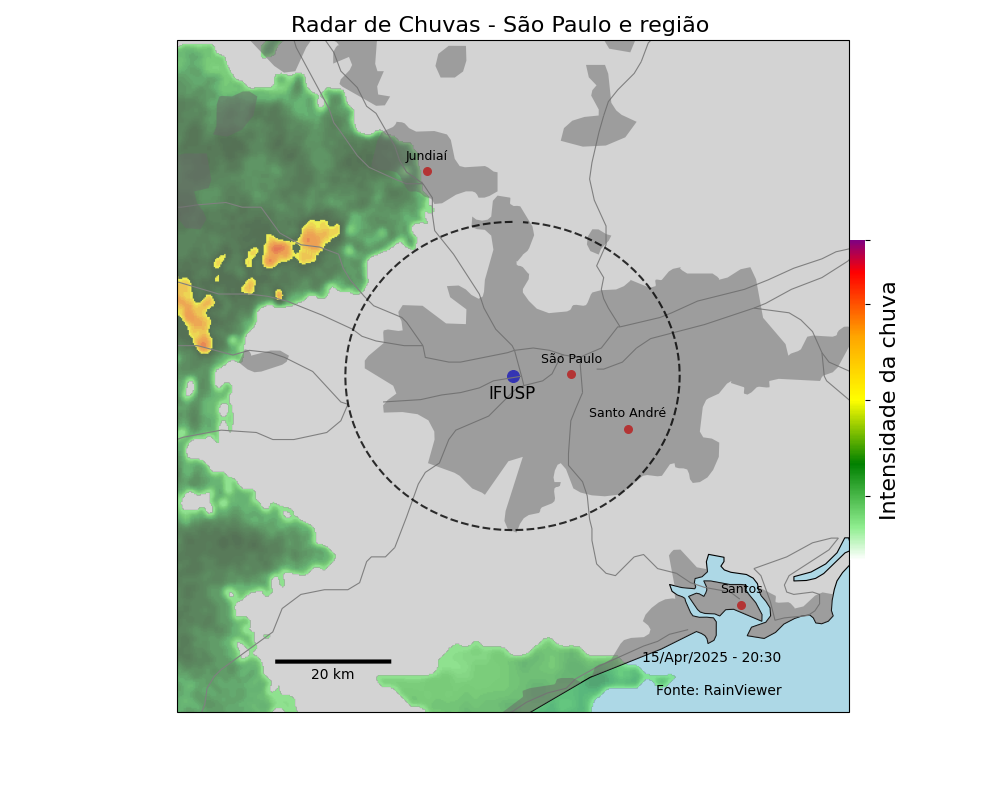 Radar de Chuvas - São Paulo e região
Jundiaí
São Paulo
IFUSP
Santo André
Intensidade da chuva
Santos
15/Apr/2025 - 20:30
20 km
Fonte: RainViewer